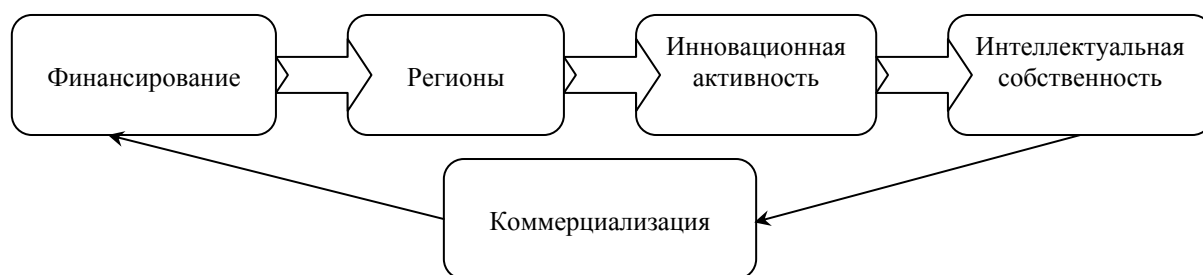 Финансирование
Регионы
Инновационная
активность
Интеллектуальная
собственность
Коммерциализация